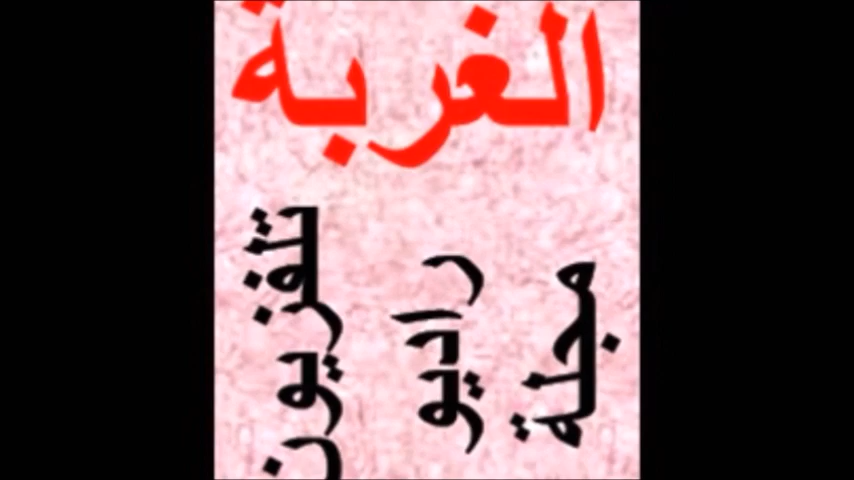 الغربة
مجلة
راديو
تلفزيون